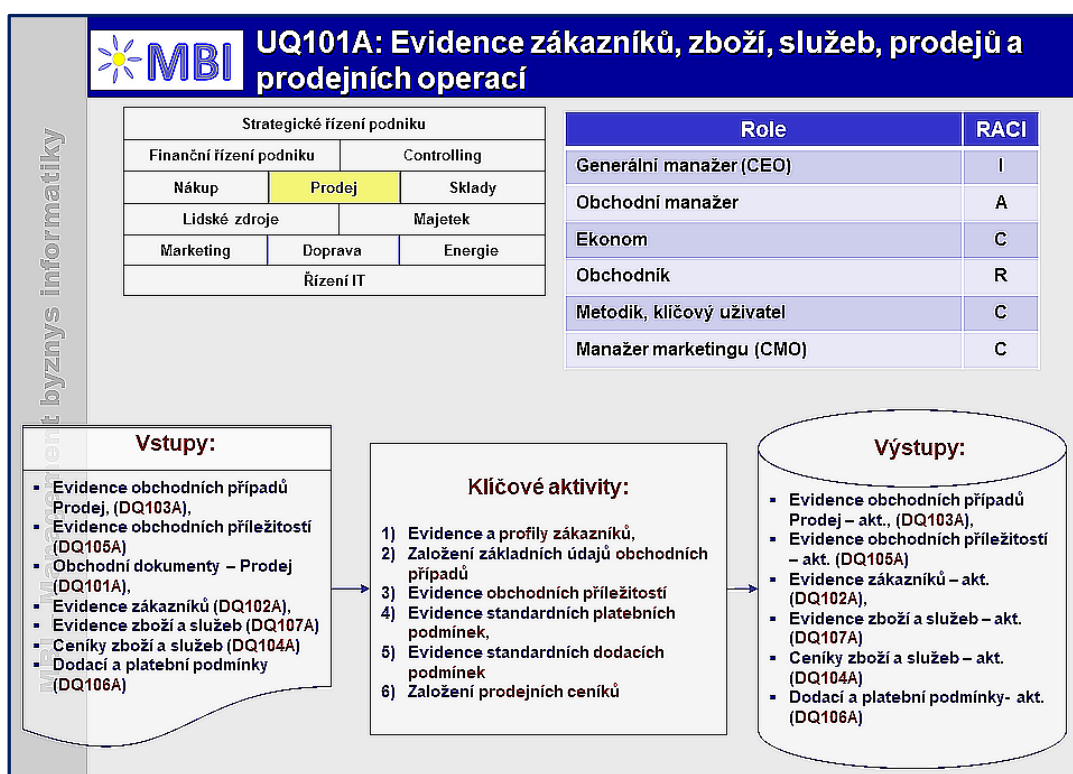 MBI
UQ101A: Evidence zákazníků, zboží, služeb, prodejů a
prodejních operací
MBI - Management byznys informatiky
Strategické řízení podniku
Finanční řízení podniku Controlling
Nákup Prodej Sklady
Lidské zdroje Majetek
Marketing Doprava Energie
Řízení IT
Role RACI
Generální manažer (CEO) I
Obchodní manažer A
Ekonom C
Obchodník R
Metodik, klíčový uživatel C
Manažer marketingu (CMO) C
Vstupy:
▪ Evidence obchodních případů
Prodej, (DQ103A),
▪ Evidence obchodních příležitostí
(DQ105A)
▪ Obchodní dokumenty – Prodej
(DQ101A),
▪ Evidence zákazníků (DQ102A),
▪ Evidence zboží a služeb (DQ107A)
▪ Ceníky zboží a služeb (DQ104A)
▪ Dodací a platební podmínky
(DQ106A)
Klíčové aktivity:
1) Evidence a profily zákazníků,
2) Založení základních údajů obchodních
případů
3) Evidence obchodních příležitostí
4) Evidence standardních platebních
podmínek,
5) Evidence standardních dodacích
podmínek
6) Založení prodejních ceníků
Výstupy:
▪ Evidence obchodních případů
Prodej – akt., (DQ103A),
▪ Evidence obchodních příležitostí
– akt. (DQ105A)
▪ Evidence zákazníků – akt.
(DQ102A),
▪ Evidence zboží a služeb – akt.
(DQ107A)
▪ Ceníky zboží a služeb – akt.
(DQ104A)
▪ Dodací a platební podmínky- akt.
(DQ106A)